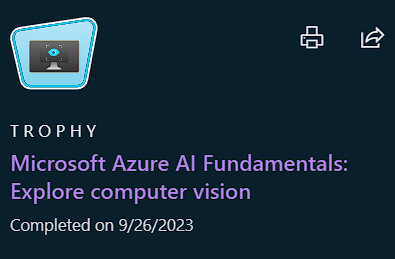 TROPHY
Microsoft Azure AI Fundamentals:
Explore computer vision
Completed on 9/26/2023